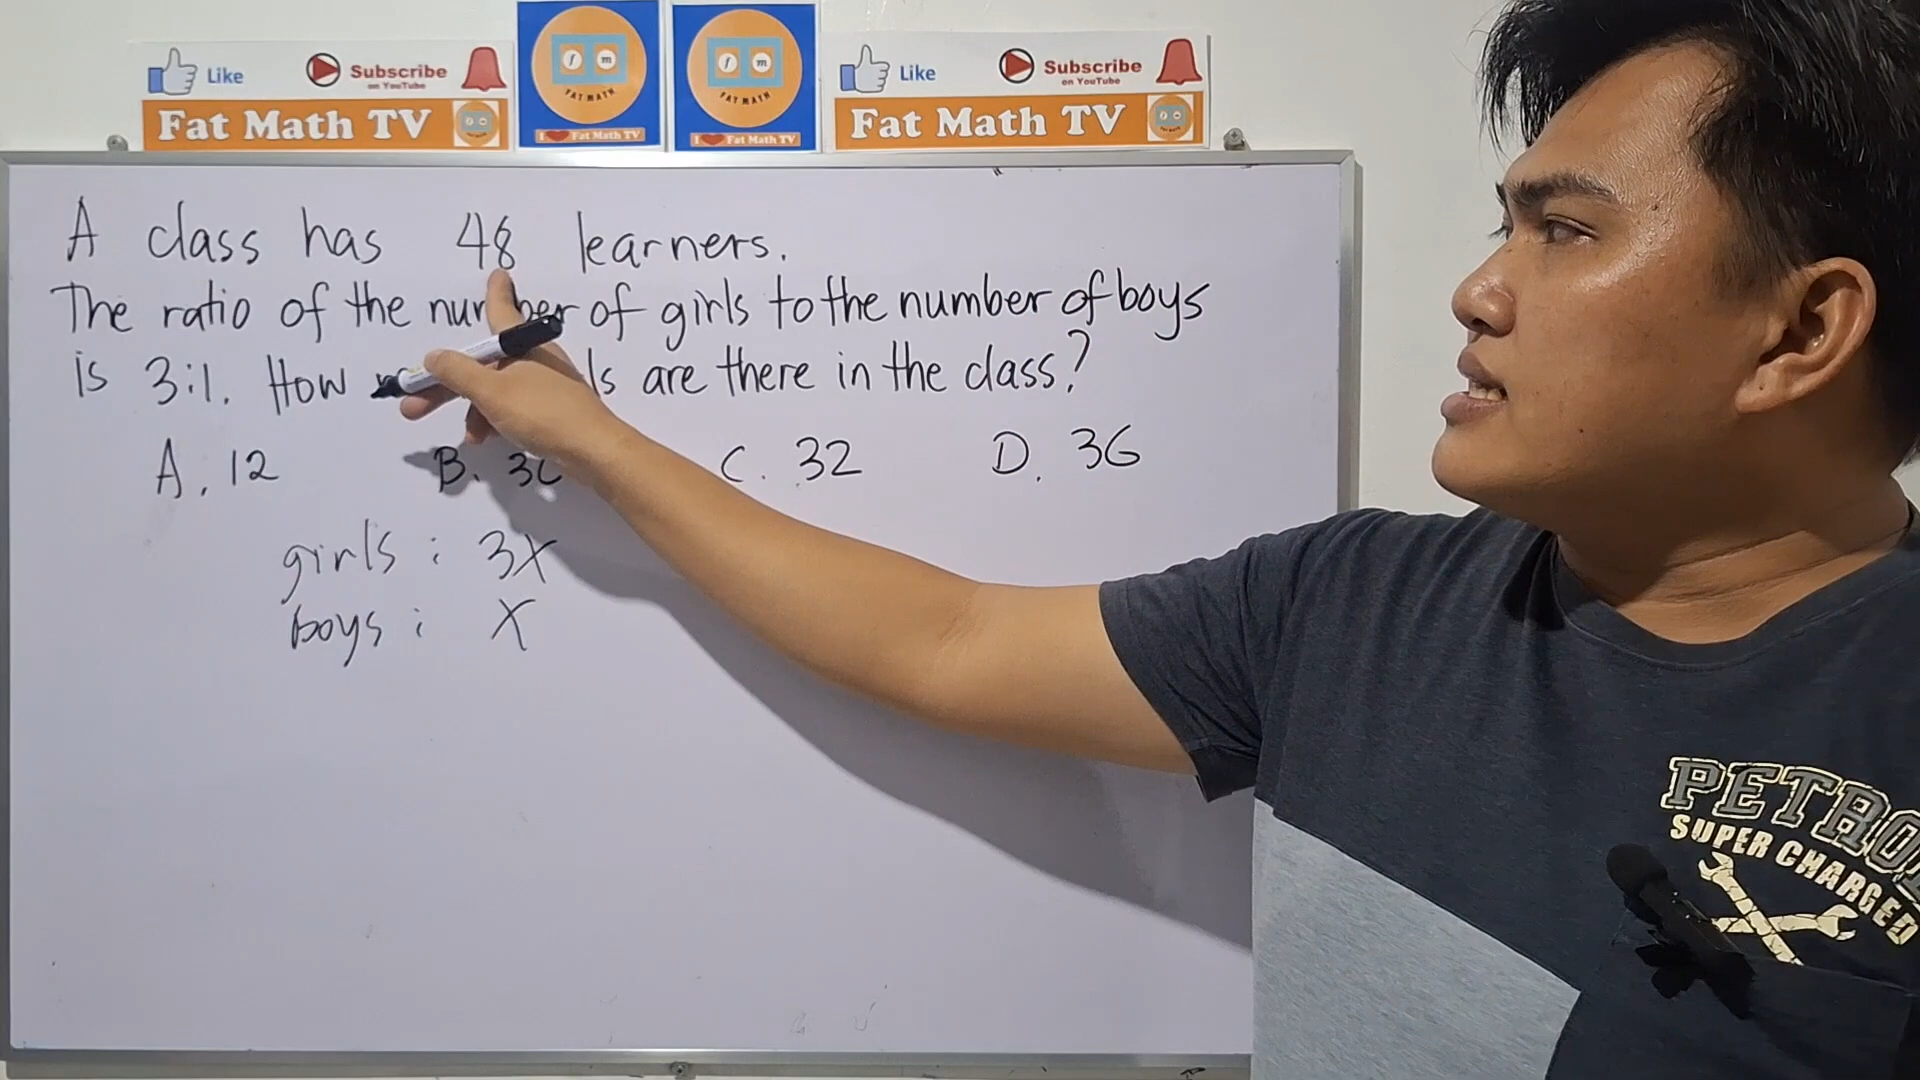 Like Subscribe on YouTube
Fat Math TV
f m
FAT MATH
I Fat Math TV
f m
FAT MATH
I Fat Math TV
Like Subscribe on YouTube
Fat Math TV
A class has 48 learners.
The ratio of the number of girls to the number of boys
is 3:1. How are there in the class?
A. 12 B. C. 32 D. 36
girls : 3x
boys : x
PETRO
SUPER CHARGED